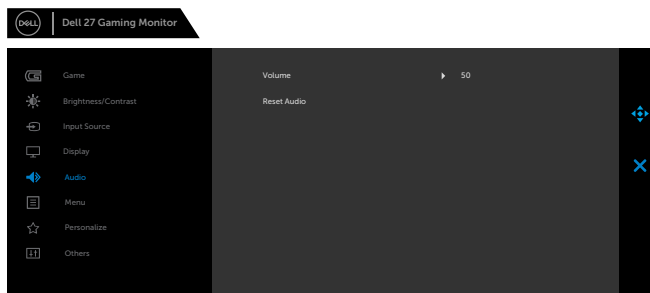 DELL
Dell 27 Gaming Monitor
Game
Volume 50
Brightness/Contrast
Reset Audio
Input Source
Display
Audio
Menu
Personalize
Others